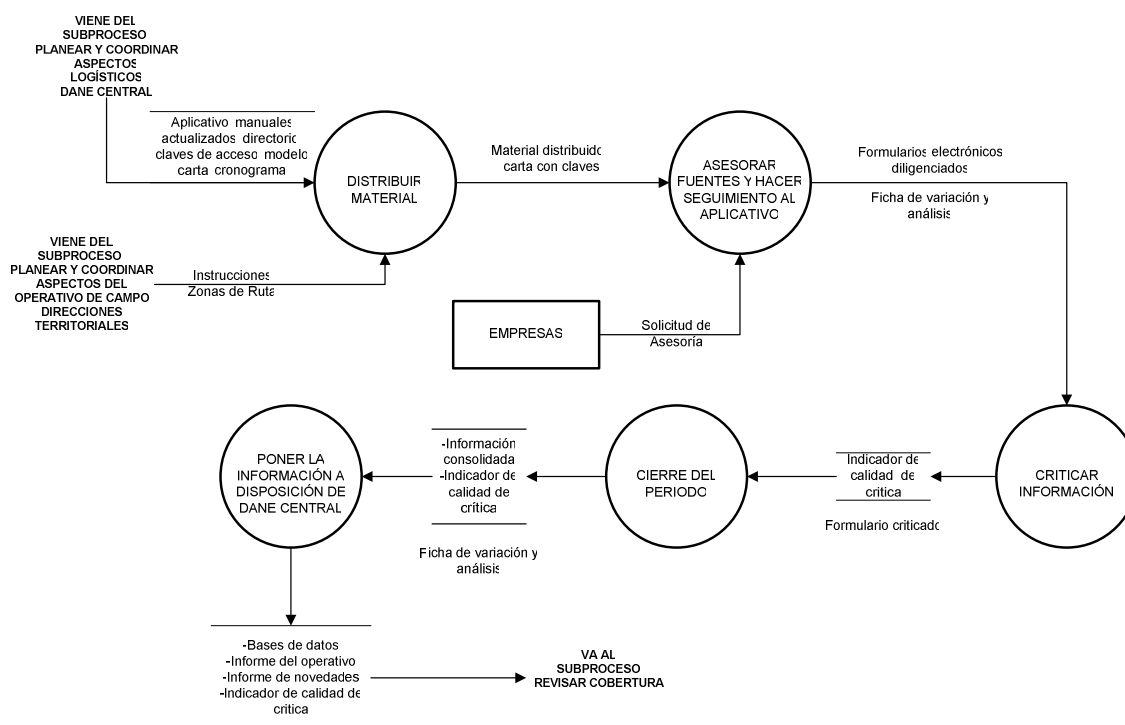 VIENE DEL
SUBPROCESO
PLANEAR Y COORDINAR
ASPECTOS
LOGÍSTICOS
DANE CENTRAL
Aplicativo manuales
actualizados directorio
claves de acceso modelo
carta cronograma
DISTRIBUIR
MATERIAL
Material distribuido
carta con claves
ASESORAR
FUENTES Y HACER
SEGUIMIENTO AL
APLICATIVO
Formularios electrónicos
diligenciados
Ficha de variación y
análisis
VIENE DEL
SUBPROCESO
PLANEAR Y COORDINAR
ASPECTOS DEL
OPERATIVO DE CAMPO
DIRECCIONES
TERRITORIALES
Instrucciones
Zonas de Ruta
EMPRESAS
Solicitud de
Asesoría
PONER LA
INFORMACIÓN A
DISPOSICIÓN DE
DANE CENTRAL
-Información
consolidada
-Indicador de
calidad de
crítica
Ficha de variación y
análisis
CIERRE DEL
PERIODO
Indicador de
calidad de
critica
Formulario criticado
CRITICAR
INFORMACIÓN
-Bases de datos
-Informe del operativo
-Informe de novedades
-Indicador de calidad de
critica
VA AL
SUBPROCESO
REVISAR COBERTURA